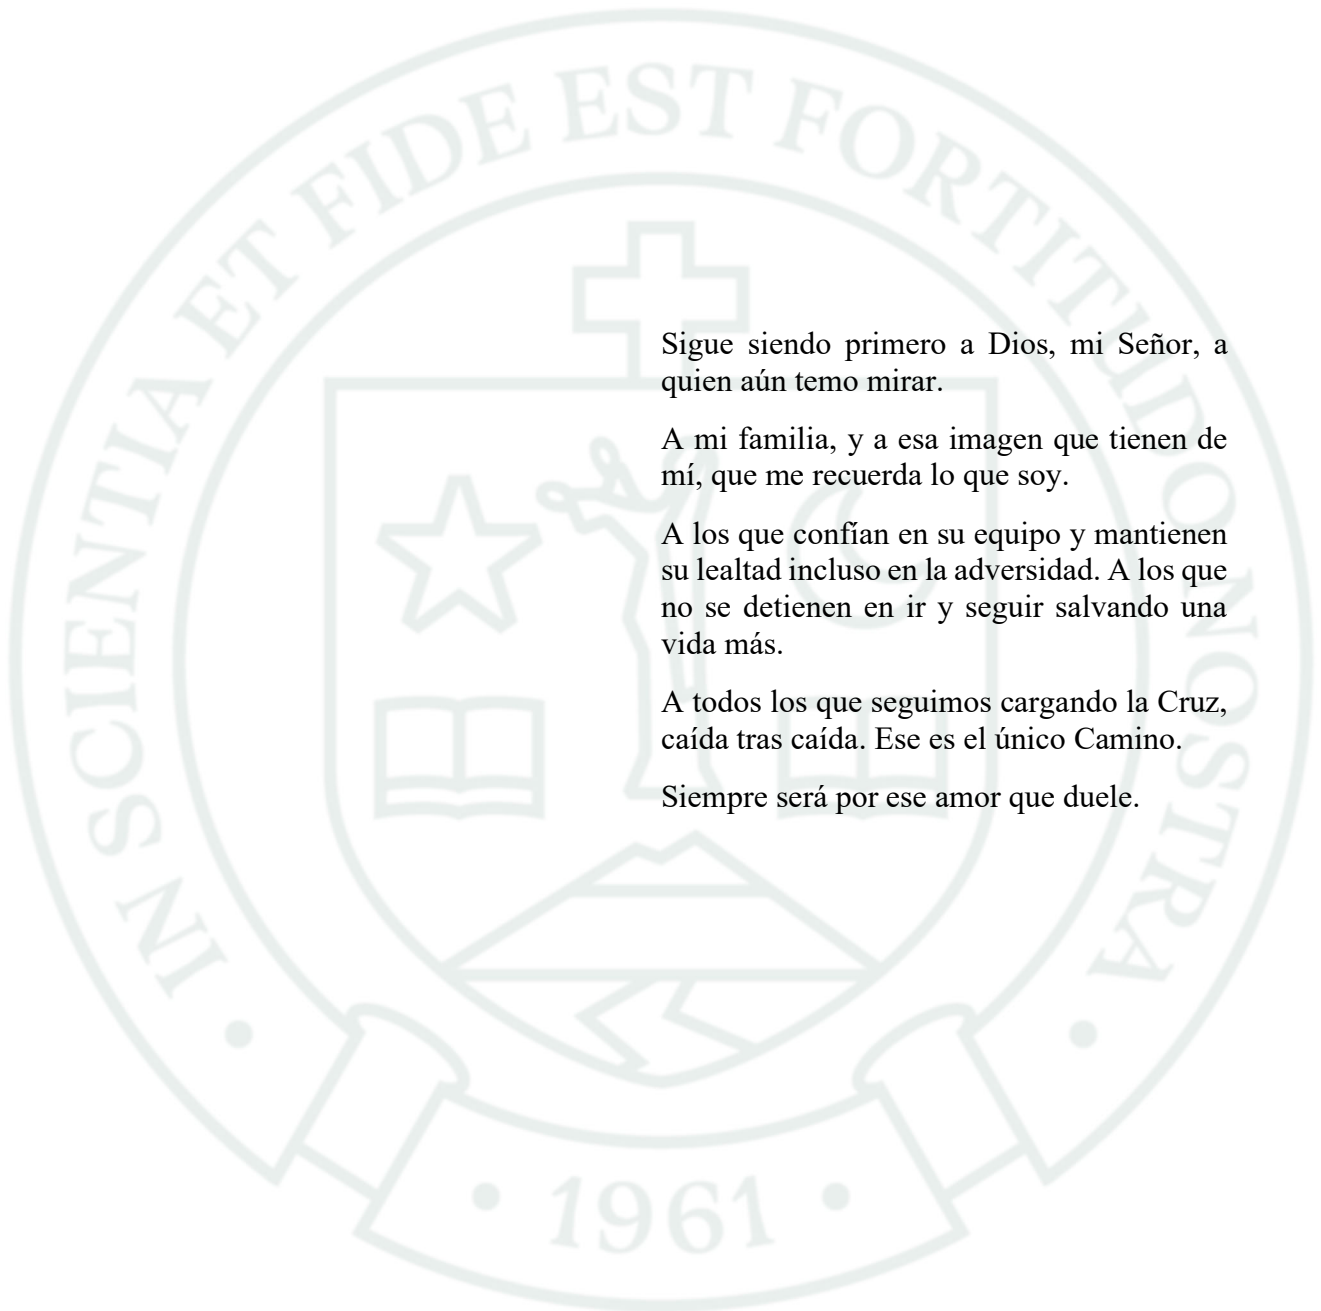 IN SCIENTIA ET FIDE EST FORTITUDO NOSTRA
Sigue siendo primero a Dios, mi Señor, a
quien aún temo mirar.
A mi familia, y a esa imagen que tienen de
mí, que me recuerda lo que soy.
A los que confían en su equipo y mantienen
su lealtad incluso en la adversidad. A los que
no se detienen en ir y seguir salvando una
vida más.
A todos los que seguimos cargando la Cruz,
caída tras caída. Ese es el único Camino.
Siempre será por ese amor que duele.
• 1961 •